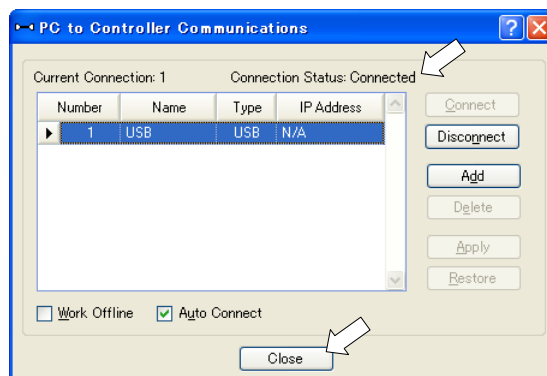 PC to Controller Communications
Current Connection: 1 Connection Status: Connected
Number Name Type IP Address
1 USB USB N/A
Connect
Disconnect
Add
Delete
Apply
Restore
Work Offline Auto Connect
Close